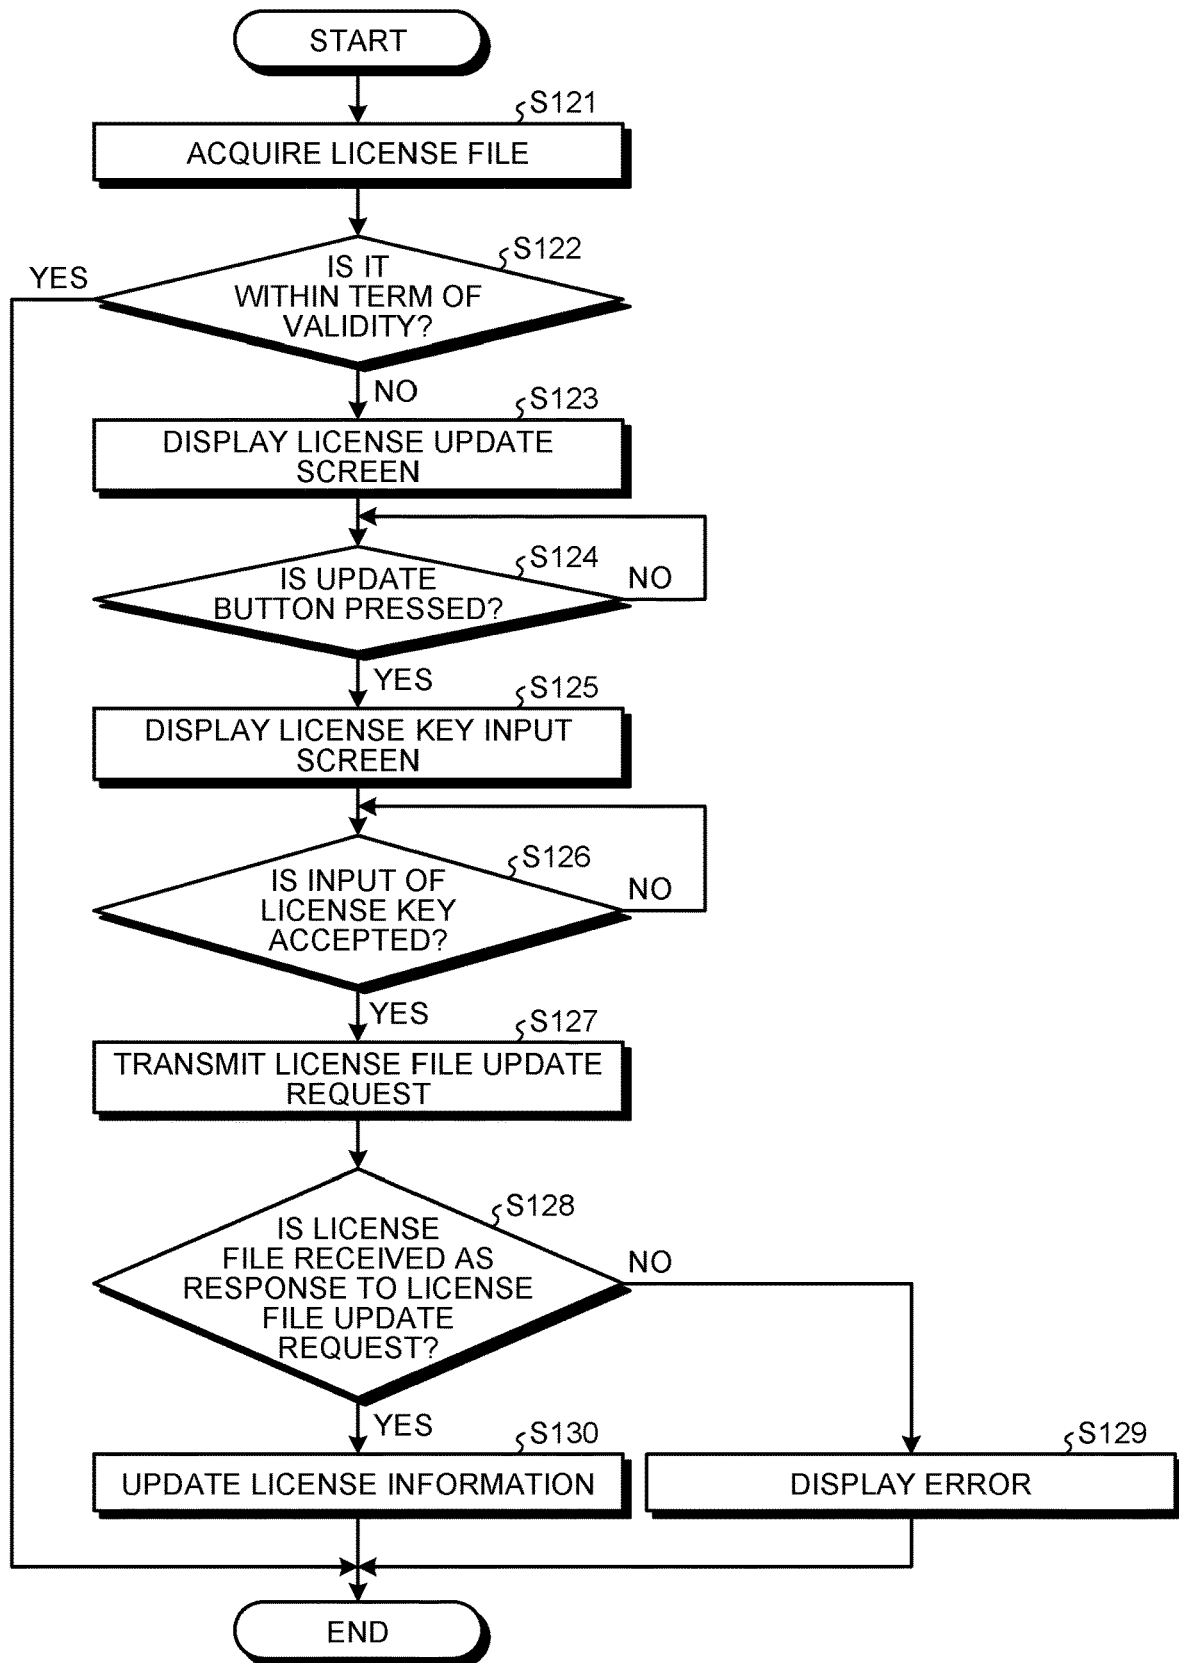 START
S121
ACQUIRE LICENSE FILE
S122
YES
IS IT
WITHIN TERM OF
VALIDITY?
NO
S123
DISPLAY LICENSE UPDATE
SCREEN
S124
IS UPDATE
BUTTON PRESSED?
NO
YES
S125
DISPLAY LICENSE KEY INPUT
SCREEN
S126
IS INPUT OF
LICENSE KEY
ACCEPTED?
NO
YES
S127
TRANSMIT LICENSE FILE UPDATE
REQUEST
S128
IS LICENSE
FILE RECEIVED AS
RESPONSE TO LICENSE
FILE UPDATE
REQUEST?
NO
YES
S130
UPDATE LICENSE INFORMATION
S129
DISPLAY ERROR
END